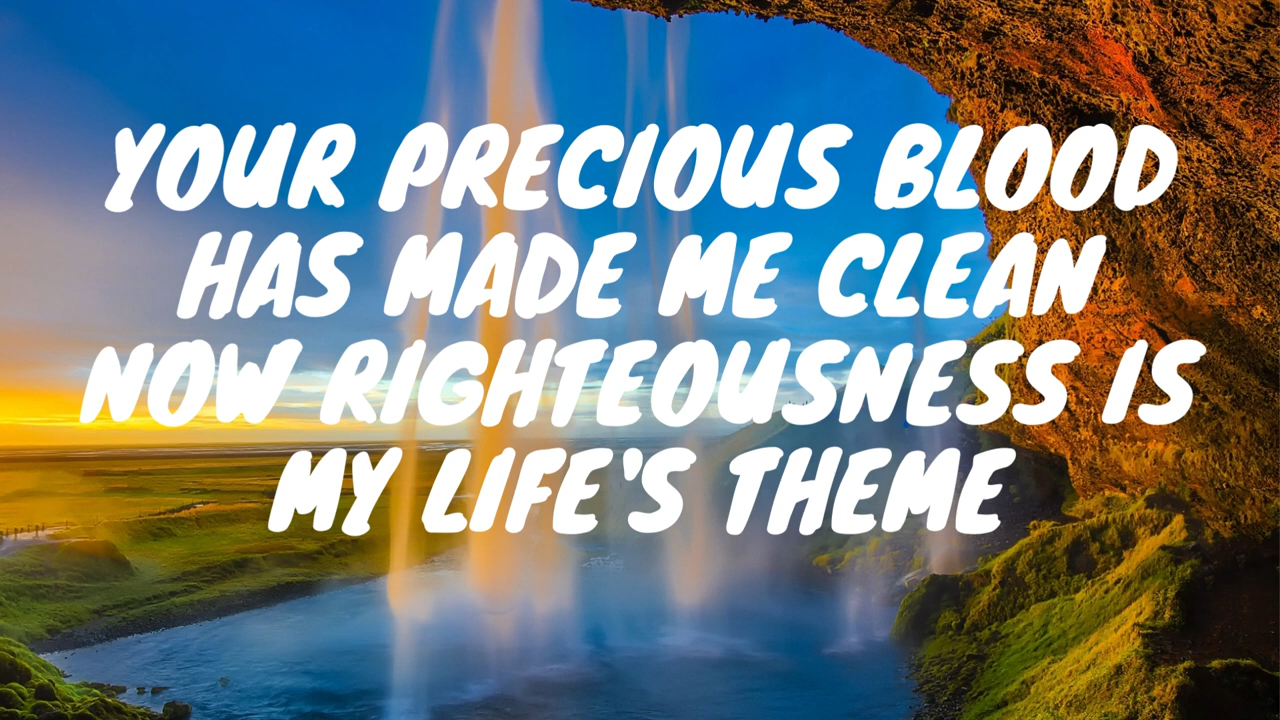 YOUR PRECIOUS BLOOD
HAS MADE ME CLEAN
NOW RIGHTEOUSNESS IS
MY LIFE'S THEME